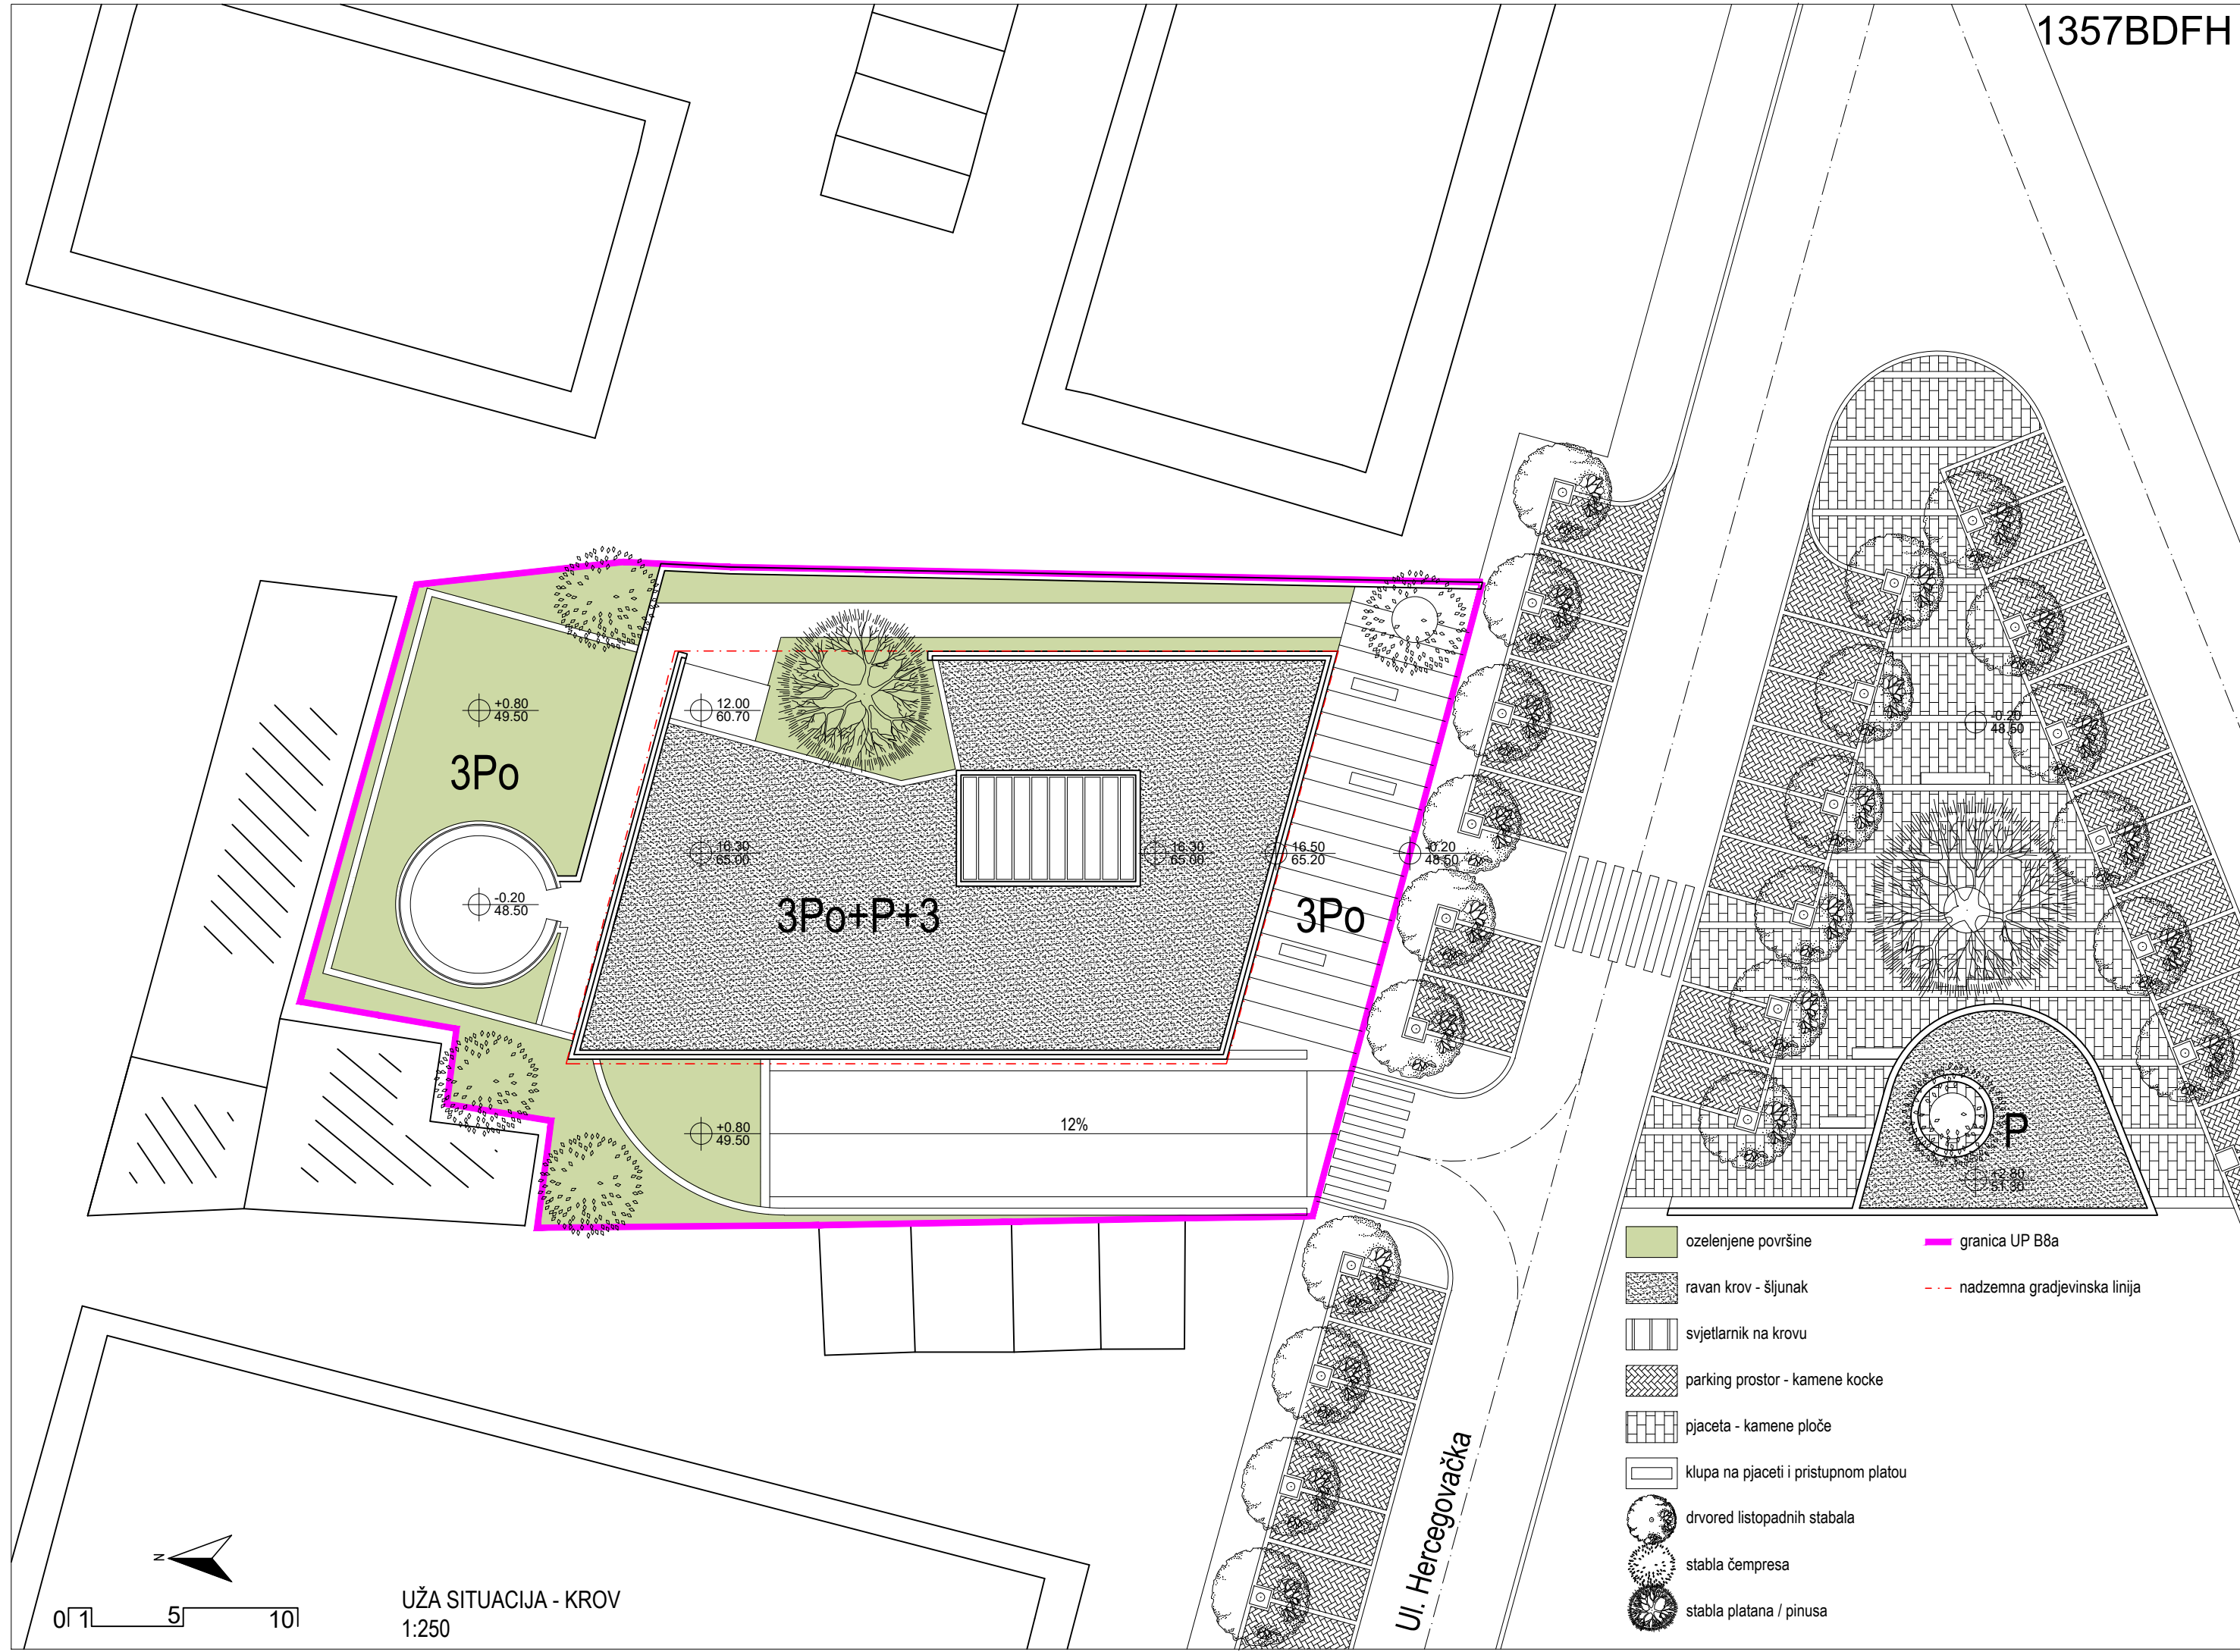 1357BDFH
+0.80
49.50
3Po
12.00
60.70
-0.20
48.50
16.30
65.00
16.30
65.00
16.50
65.20
-0.20
48.50
-0.20
48.50
3Po+P+3
3Po
+0.80
49.50
12%
P
+2.80
51.30
ozelenjene površine
granica UP B8a
ravan krov - šljunak
nadzemna gradjevinska linija
svjetlarnik na krovu
parking prostor - kamene kocke
pjaceta - kamene ploče
klupa na pjaceti i pristupnom platou
drvored listopadnih stabala
stabla čempresa
stabla platana / pinusa
Ul. Hercegovačka
N
0 1 5 10
UŽA SITUACIJA - KROV
1:250